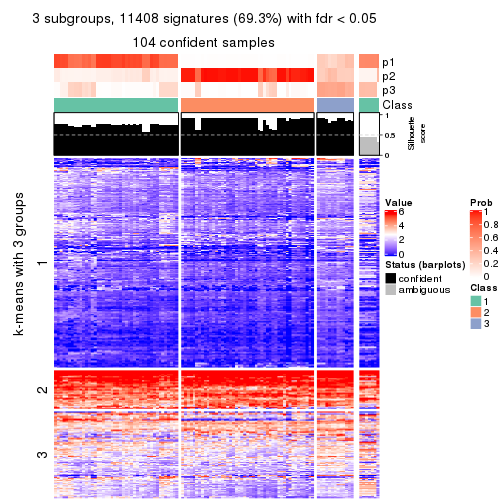 3 subgroups, 11408 signatures (69.3%) with fdr < 0.05
104 confident samples
p1
p2
p3
Class
1
0.5
0
Silhouette
score
k-means with 3 groups
1
2
3
Value
6
4
2
0
Status (barplots)
confident
ambiguous
Prob
1
0.8
0.6
0.4
0.2
0
Class
1
2
3